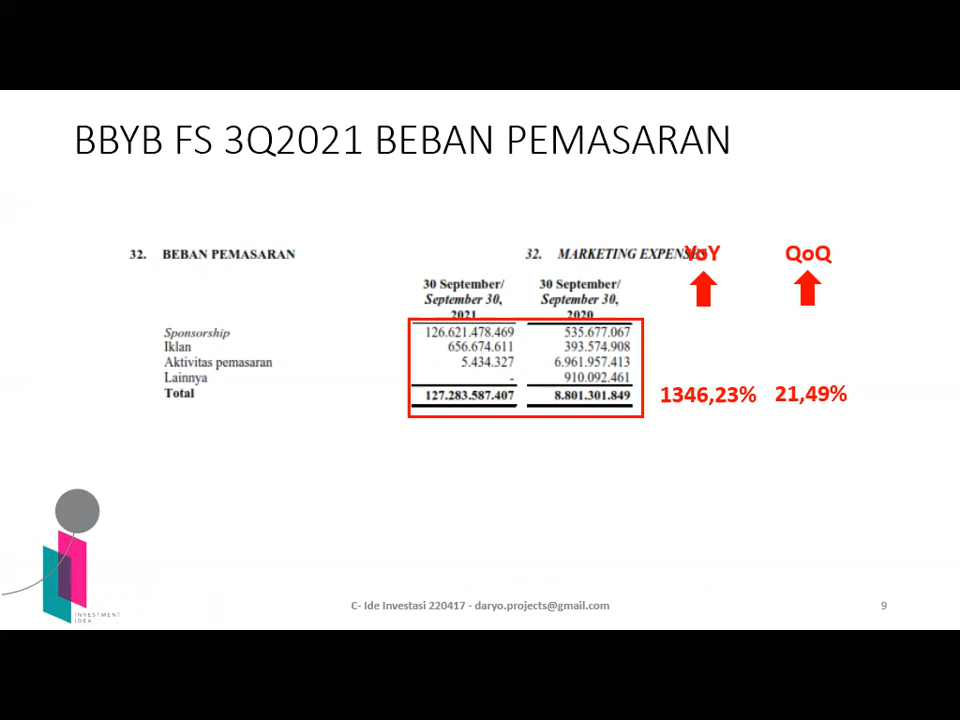 BBYB FS 3Q2021 BEBAN PEMASARAN
32. BEBAN PEMASARAN 32. MARKETING EXPENSES YoY QoQ
30 September/ 30 September/
September 30, September 30,
2021 2020
Sponsorship 126.621.478.469 535.677.067
Iklan 656.674.611 393.574.908
Aktivitas pemasaran 5.434.327 6.961.957.413
Lainnya - 910.092.461
Total 127.283.587.407 8.801.301.849 1346,23% 21,49%
INVESTMENT
IDEA
C- Ide Investasi 220417 - daryo.projects@gmail.com 9